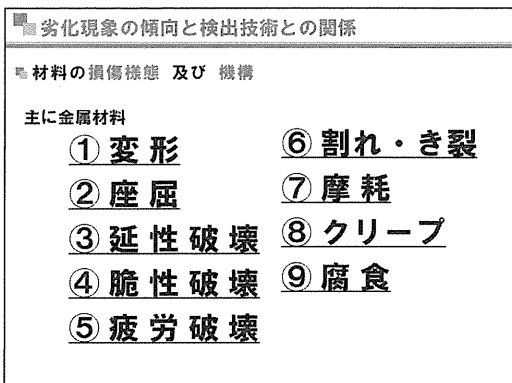 劣化現象の傾向と検出技術との関係
材料の損傷様態 及び 機構
主に金属材料
① 変形
② 座屈
③ 延性破壊
④ 脆性破壊
⑤ 疲労破壊
⑥ 割れ・き裂
⑦ 摩耗
⑧ クリープ
⑨ 腐食